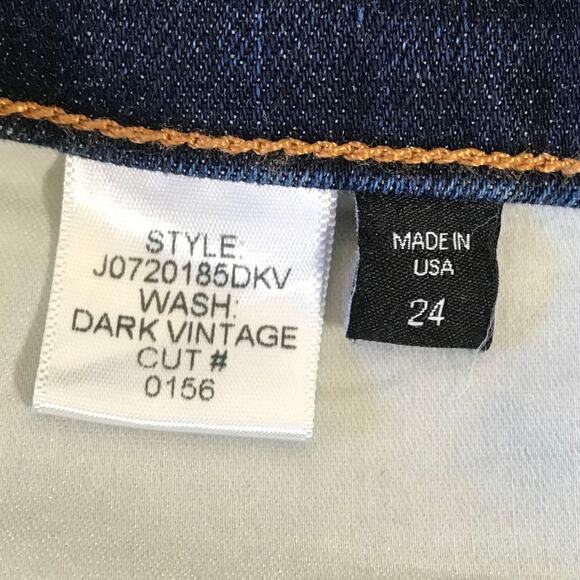 STYLE:
J0720185DKV
WASH:
DARK VINTAGE
CUT #
0156
MADE IN
USA
24